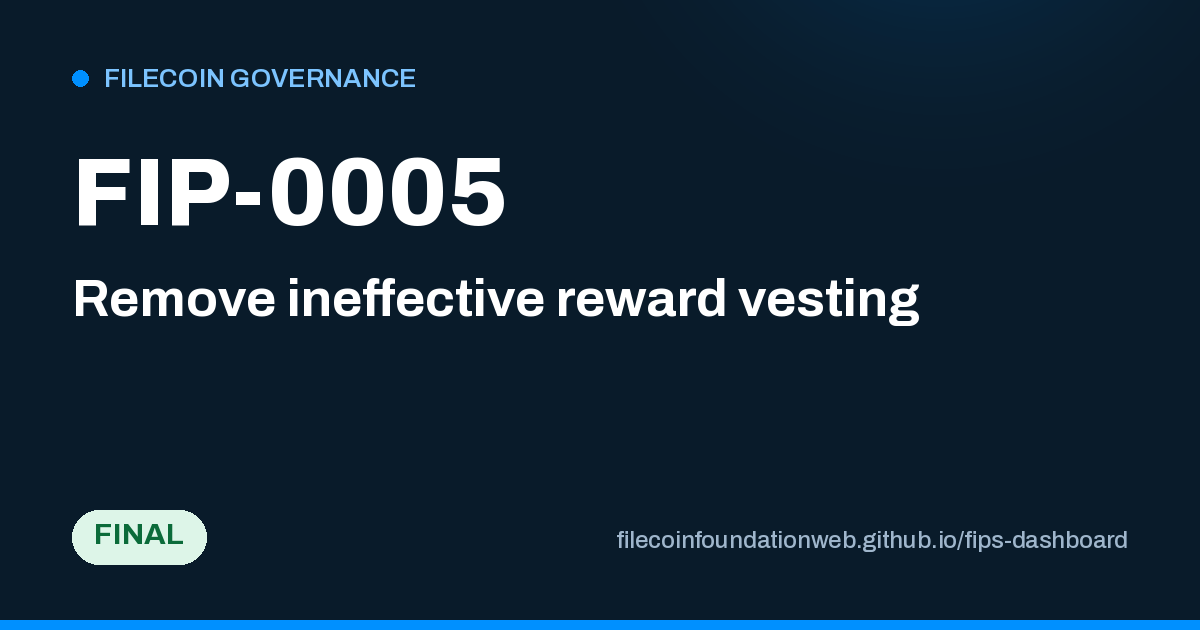 FILECOIN GOVERNANCE
FIP-0005
Remove ineffective reward vesting
FINAL
filecoinfoundationweb.github.io/fips-dashboard